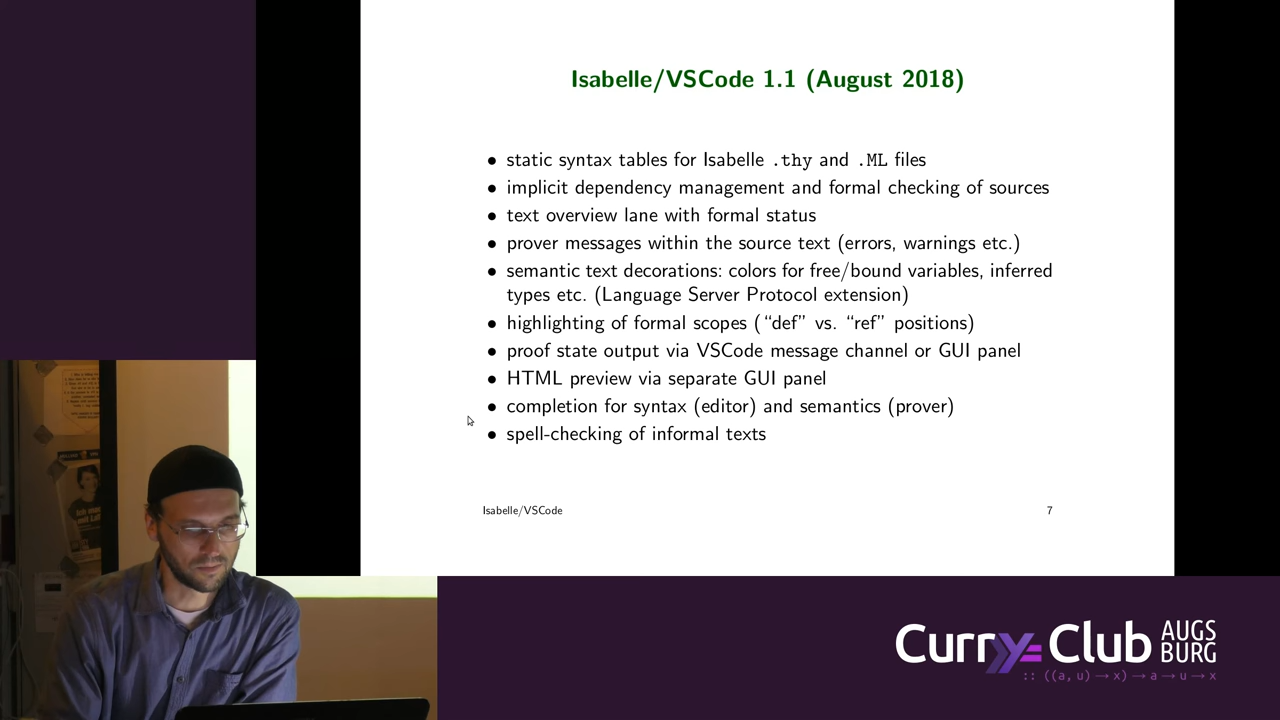 Isabelle/VSCode 1.1 (August 2018)
• static syntax tables for Isabelle .thy and .ML files
• implicit dependency management and formal checking of sources
• text overview lane with formal status
• prover messages within the source text (errors, warnings etc.)
• semantic text decorations: colors for free/bound variables, inferred
types etc. (Language Server Protocol extension)
• highlighting of formal scopes (“def” vs. “ref” positions)
• proof state output via VSCode message channel or GUI panel
• HTML preview via separate GUI panel
• completion for syntax (editor) and semantics (prover)
• spell-checking of informal texts
Isabelle/VSCode 7
Curry Club AUGS
BURG
:: ((a, u) → x) → a → u → x